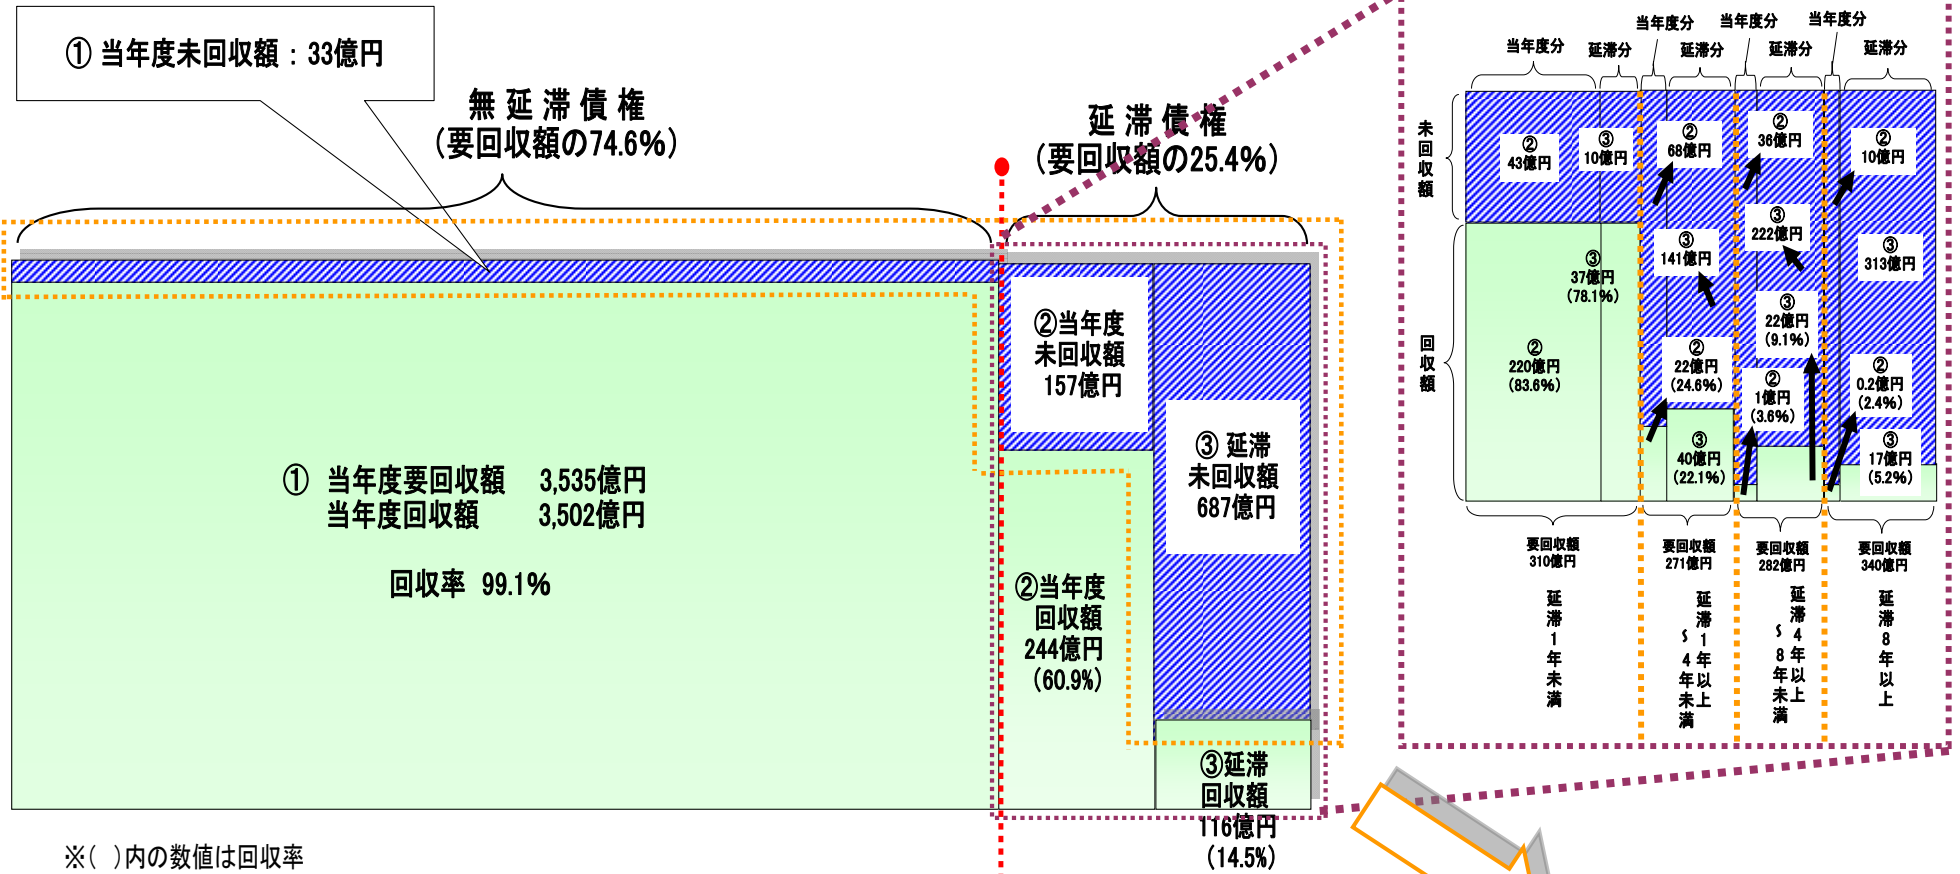 ① 当年度未回収額：33億円
無 延 滞 債 権
（要回収額の74.6％）
延 滞 債 権
（要回収額の25.4％）
② 当年度
未回収額
157億円
③ 延滞
未回収額
687億円
① 当年度要回収額 3,535億円
当年度回収額 3,502億円
回収率 99.1％
②当年度
回収額
244億円
（60.9％）
③延滞
回収額
116億円
（14.5％）
※（ ）内の数値は回収率
当年度分
延滞分
当年度分
延滞分
当年度分
延滞分
当年度分
延滞分
未回収額
回収額
②
43億円
③
10億円
②
68億円
②
36億円
②
10億円
③
141億円
③
222億円
③
313億円
③
37億円
（78.1％）
②
220億円
（83.6％）
②
22億円
（24.6％）
③
40億円
（22.1％）
③
22億円
（9.1％）
②
1億円
（3.6％）
②
0.2億円
（2.4％）
③
17億円
（5.2％）
要回収額
310億円
要回収額
271億円
要回収額
282億円
要回収額
340億円
延滞1年未満
延滞1年以上
～4年未満
延滞4年以上
～8年未満
延滞8年以上